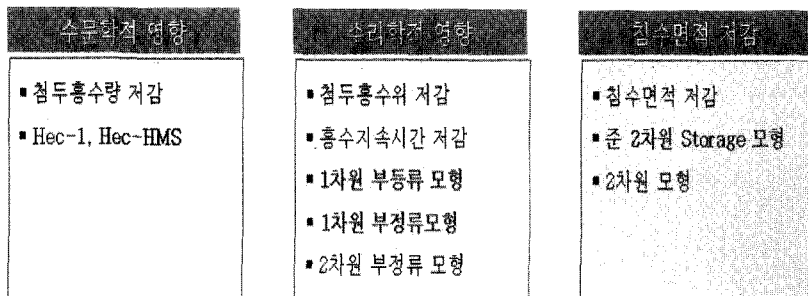 수문학적 영향
■ 첨두홍수량 저감
■ Hec-1, Hec-HMS
수리학적 영향
■ 첨두홍수위 저감
■ 홍수지속시간 저감
■ 1차원 부등류 모형
■ 1차원 부정류모형
■ 2차원 부정류 모형
침수면적 저감
■ 침수면적 저감
■ 준 2차원 Storage 모형
■ 2차원 모형